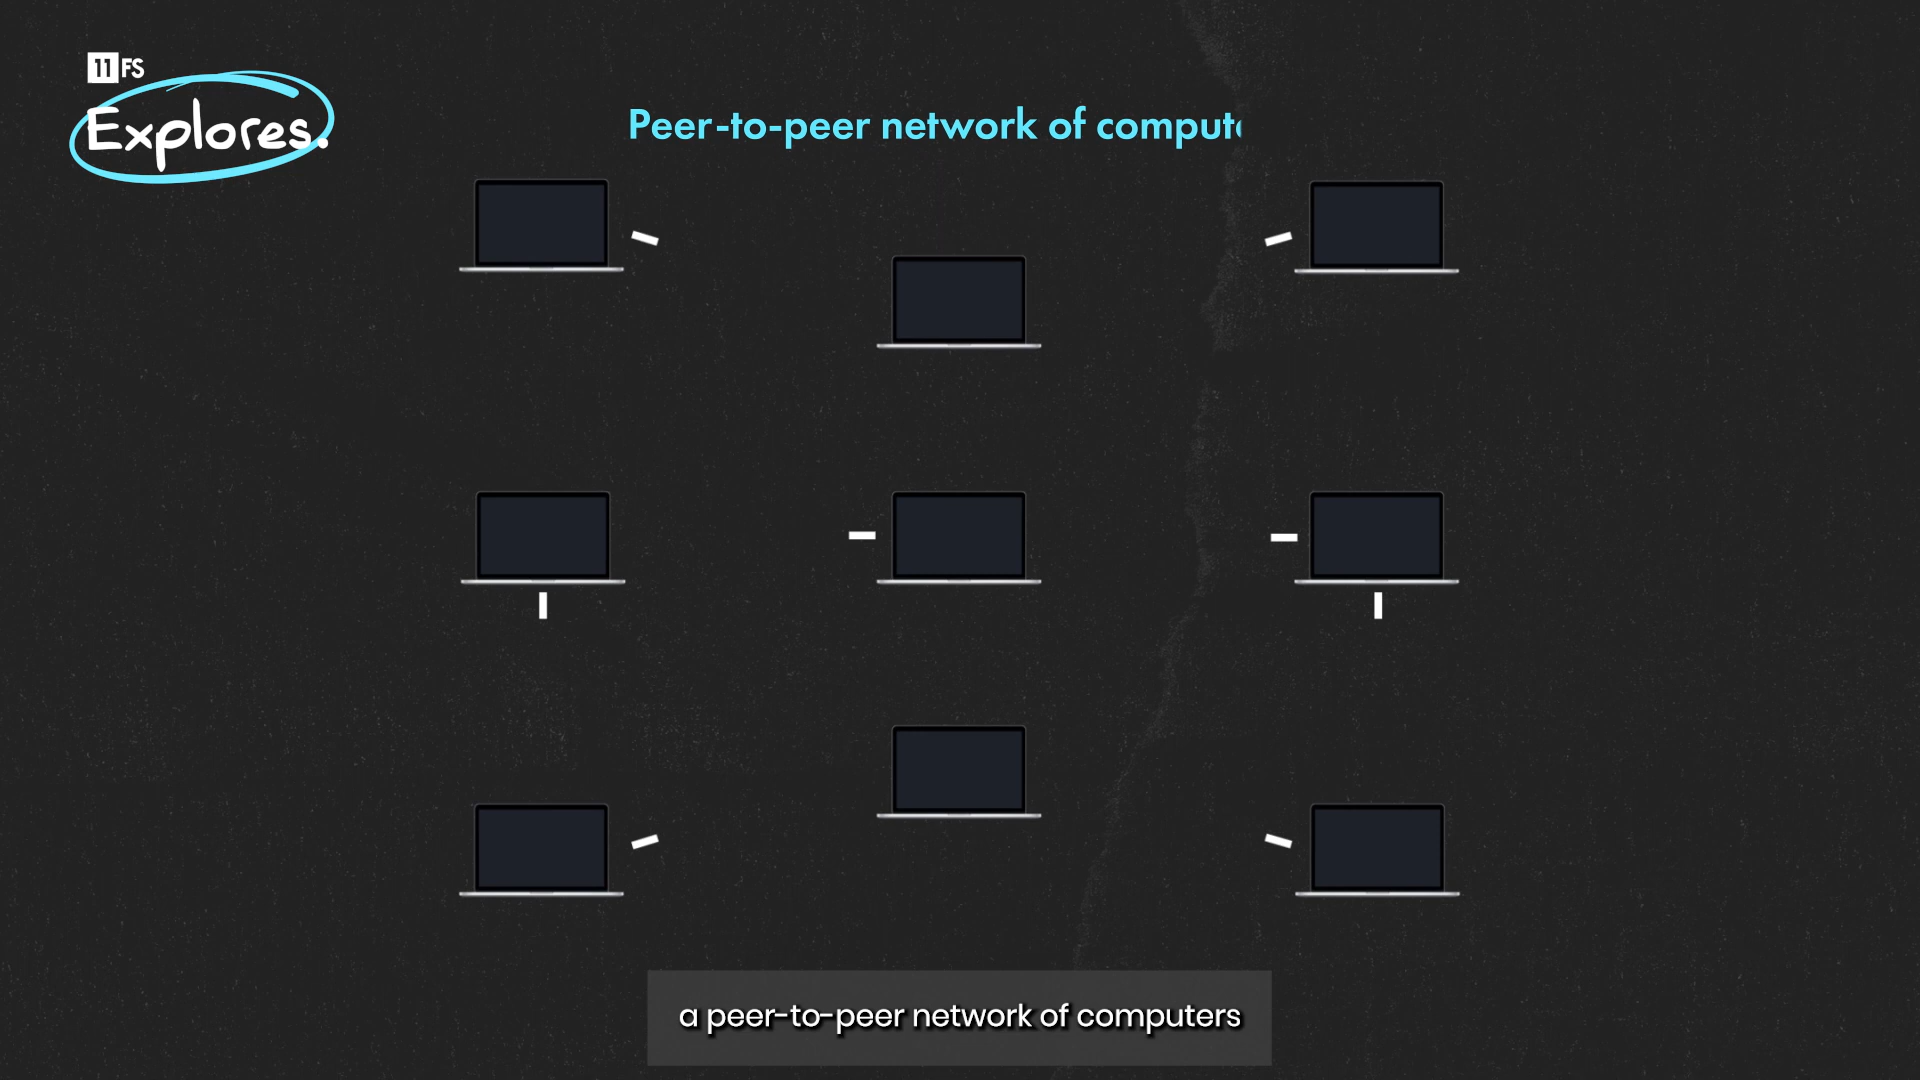 11FS
Explores.
Peer-to-peer network of comput
a peer-to-peer network of computers